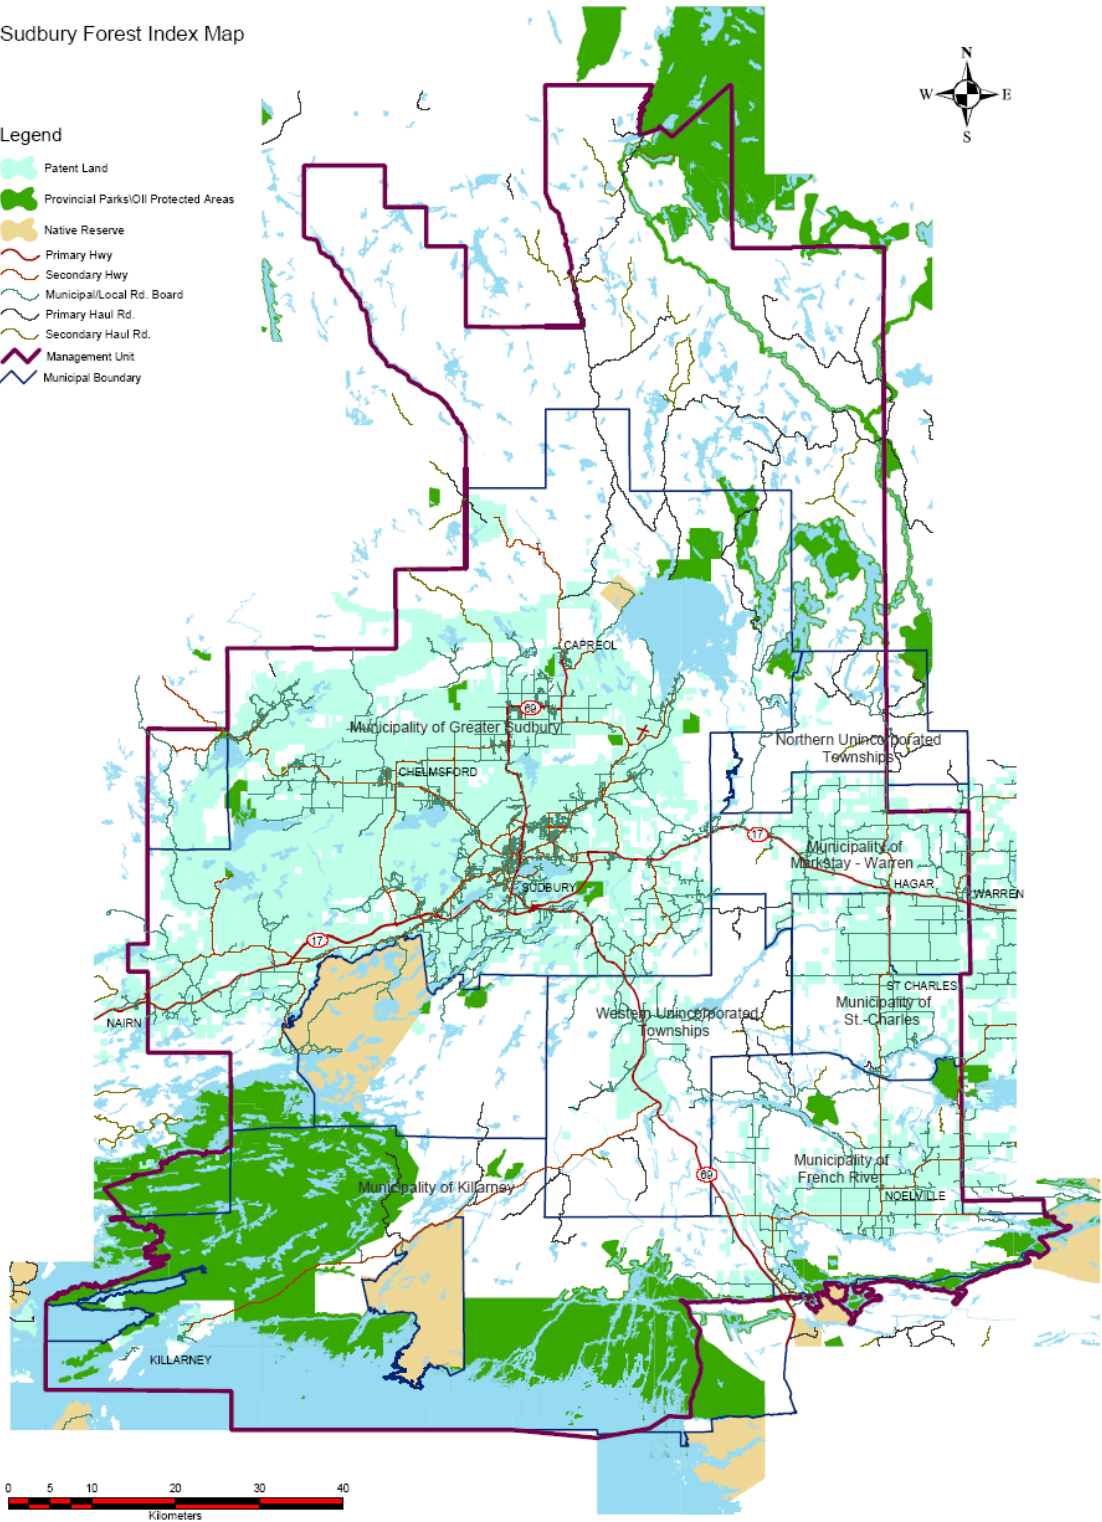 Sudbury Forest Index Map
N
W
E
S
Legend
Patent Land
Provincial Parks\OII Protected Areas
Native Reserve
Primary Hwy
Secondary Hwy
Municipal/Local Rd. Board
Primary Haul Rd.
Secondary Haul Rd.
Management Unit
Municipal Boundary
CAPREOL
69
Municipality of Greater Sudbury
Northern Unincorporated
Townships
CHELMSFORD
17
Municipality of
Markstay - Warren
SUDBURY
HAGAR
WARREN
17
ST CHARLES
Municipality of
St.-Charles
Western Unincorporated
Townships
NAIRN
Municipality of
French River
69
Municipality of Killarney
NOELVILLE
KILLARNEY
0 5 10 20 30 40
Kilometers